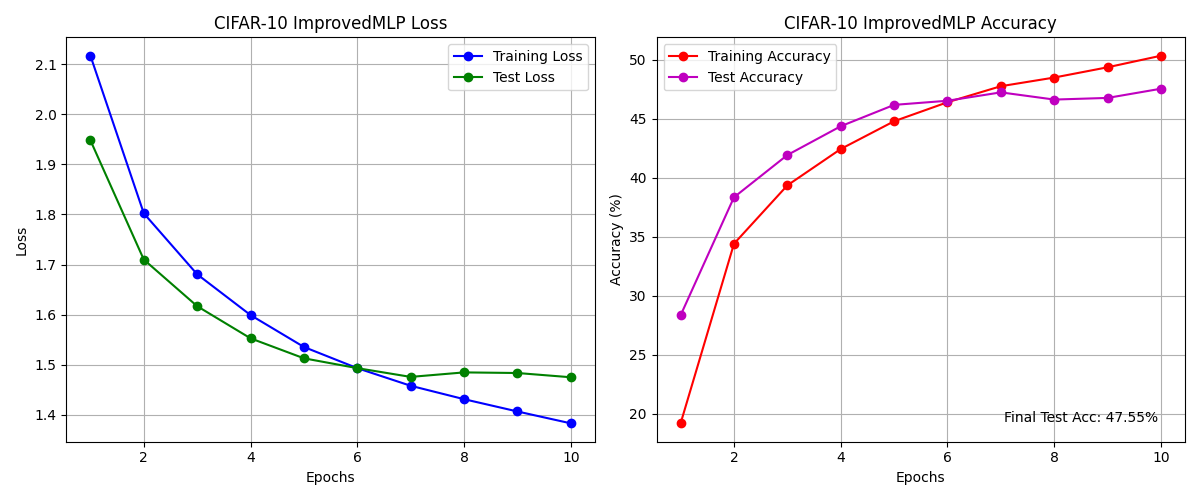 CIFAR-10 ImprovedMLP Loss
Training Loss
Test Loss
2.1
2.0
1.9
1.8
1.7
1.6
1.5
1.4
Loss
2 4 6 8 10
Epochs
CIFAR-10 ImprovedMLP Accuracy
Training Accuracy
Test Accuracy
50
45
40
35
30
25
20
Accuracy (%)
Final Test Acc: 47.55%
2 4 6 8 10
Epochs